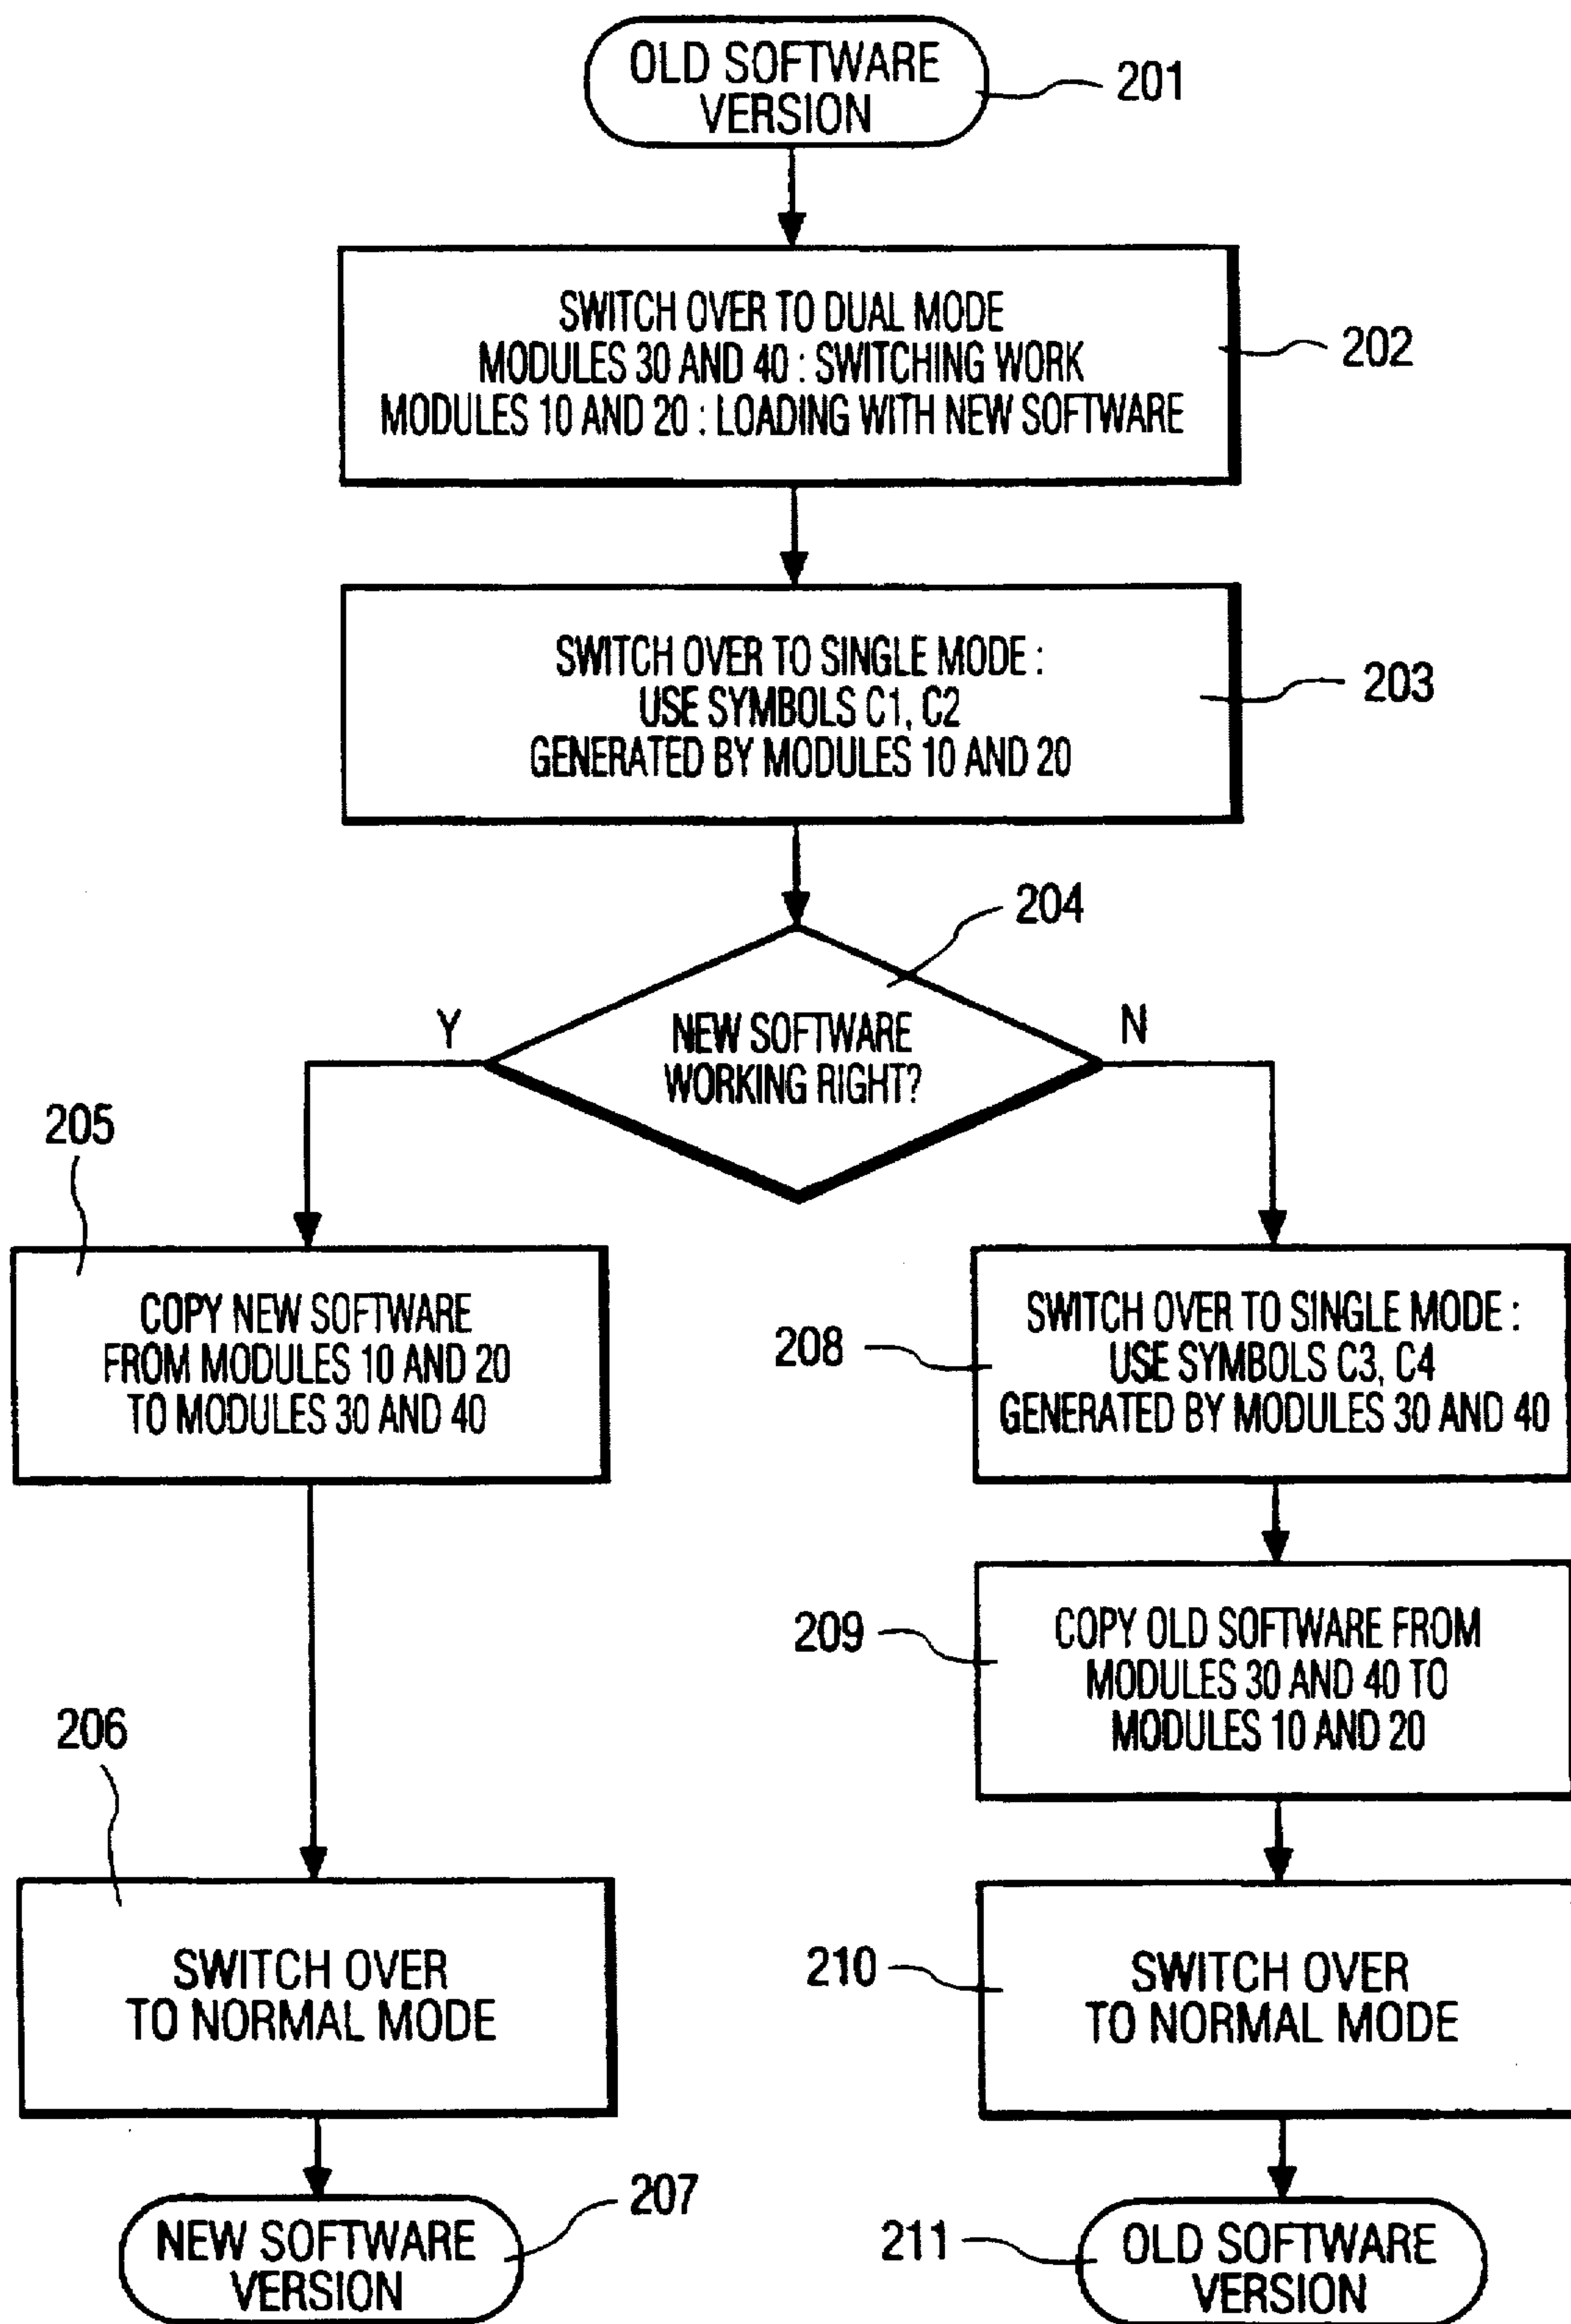 OLD SOFTWARE
VERSION
201
SWITCH OVER TO DUAL MODE
MODULES 30 AND 40 : SWITCHING WORK
MODULES 10 AND 20 : LOADING WITH NEW SOFTWARE
202
SWITCH OVER TO SINGLE MODE :
USE SYMBOLS C1, C2
GENERATED BY MODULES 10 AND 20
203
204
NEW SOFTWARE
WORKING RIGHT?
Y
N
205
COPY NEW SOFTWARE
FROM MODULES 10 AND 20
TO MODULES 30 AND 40
208
SWITCH OVER TO SINGLE MODE :
USE SYMBOLS C3, C4
GENERATED BY MODULES 30 AND 40
209
COPY OLD SOFTWARE FROM
MODULES 30 AND 40 TO
MODULES 10 AND 20
206
SWITCH OVER
TO NORMAL MODE
210
SWITCH OVER
TO NORMAL MODE
207
NEW SOFTWARE
VERSION
211
OLD SOFTWARE
VERSION